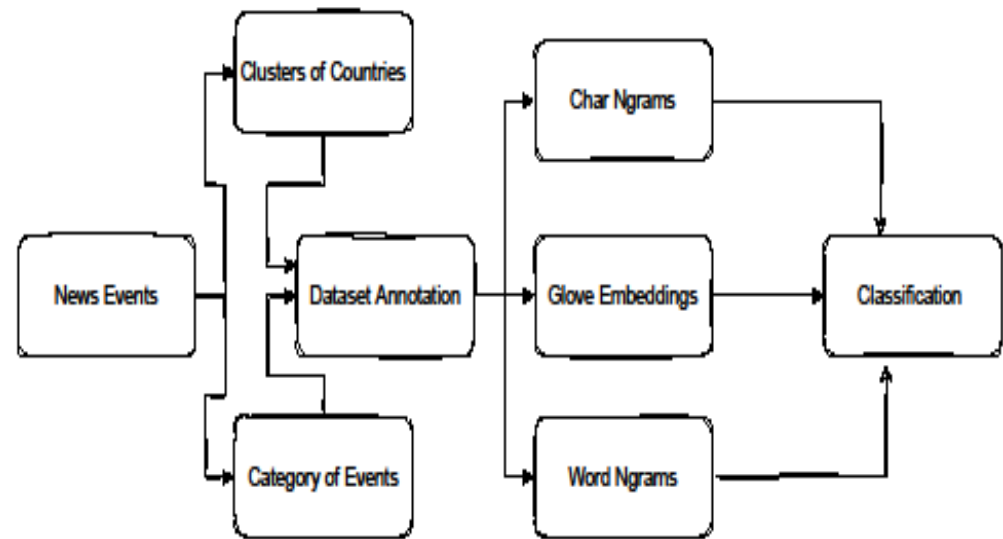 Clusters of Countries
Char Ngrams
News Events
Dataset Annotation
Glove Embeddings
Classification
Category of Events
Word Ngrams